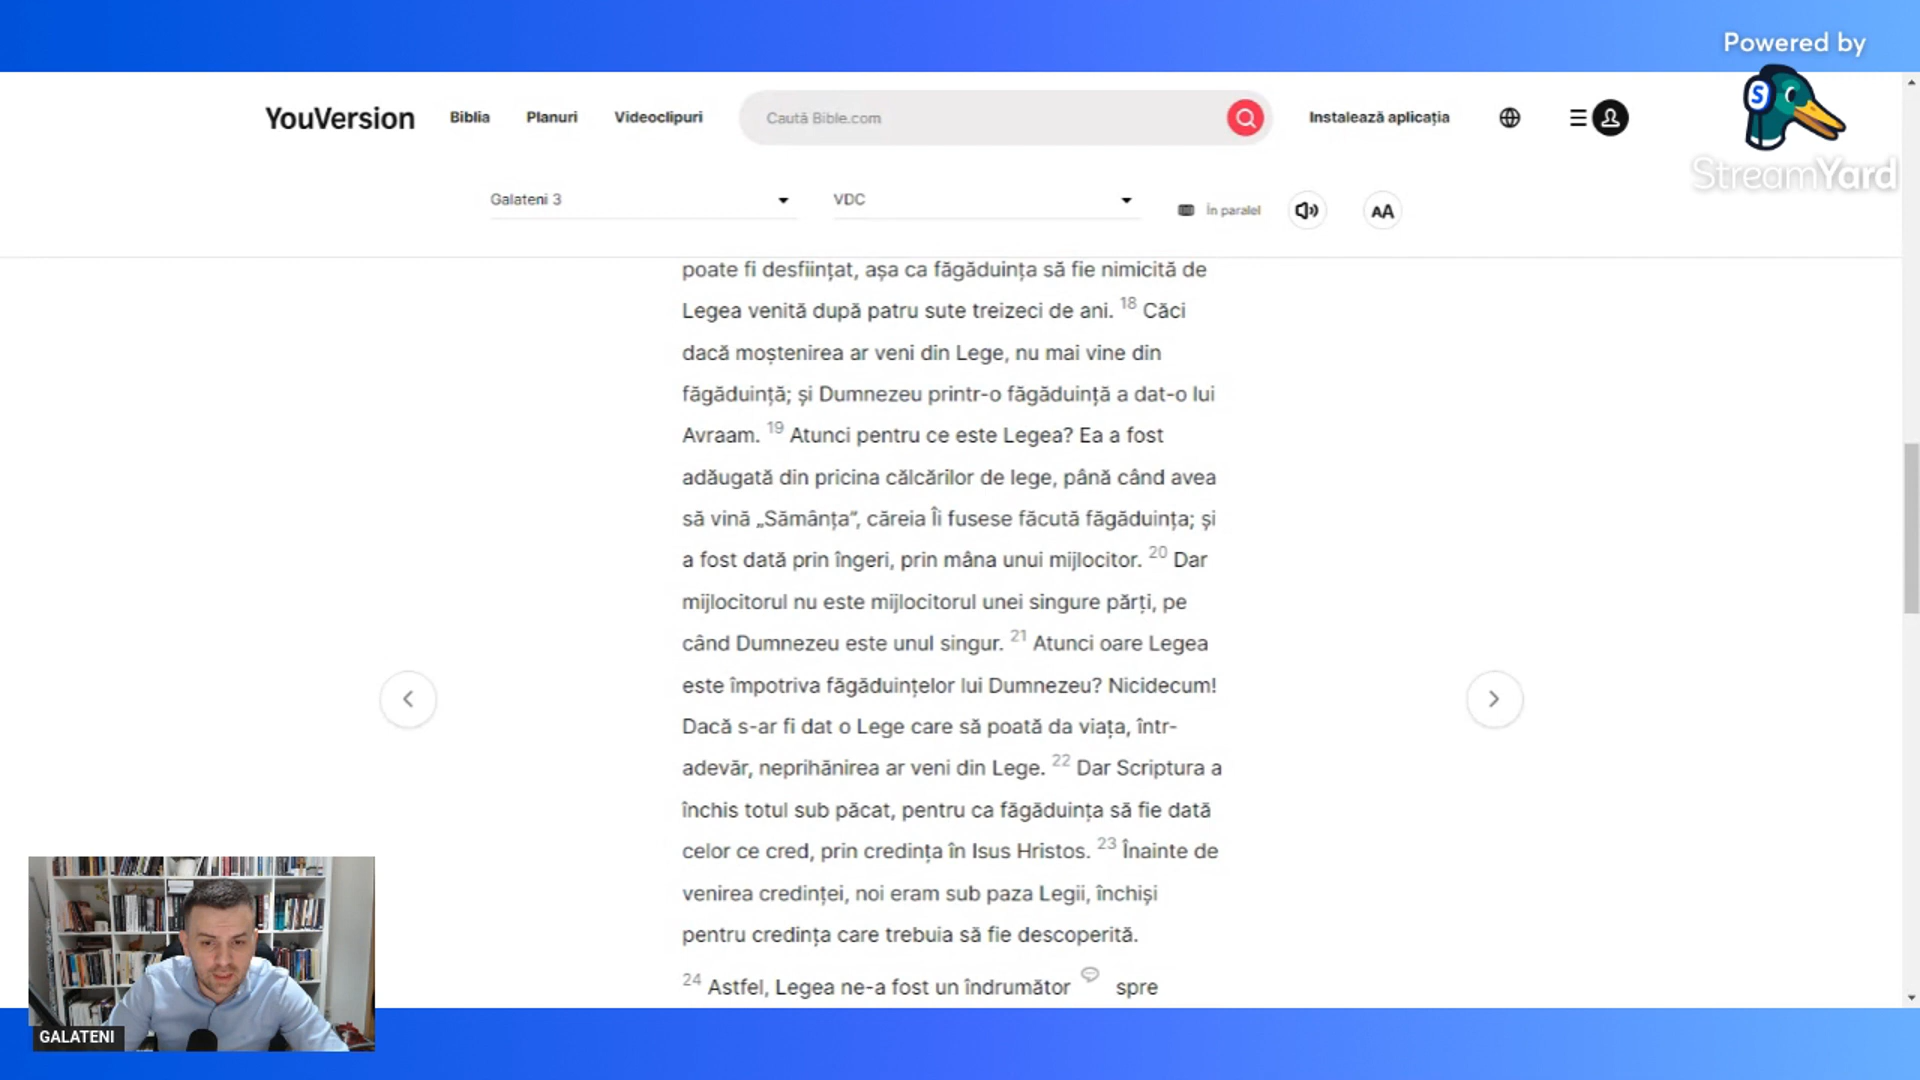 Powered by
StreamYard
YouVersion Biblia Planuri Videoclipuri Caută Bible.com Instalează aplicația
Galateni 3 VDC În paralel AA
poate fi desființat, așa ca făgăduința să fie nimicită de
Legea venită după patru sute treizeci de ani. 18 Căci
dacă moștenirea ar veni din Lege, nu mai vine din
făgăduință; și Dumnezeu printr-o făgăduință a dat-o lui
Avraam. 19 Atunci pentru ce este Legea? Ea a fost
adăugată din pricina călcărilor de lege, până când avea
să vină „Sămânța”, căreia Îi fusese făcută făgăduința; și
a fost dată prin îngeri, prin mâna unui mijlocitor. 20 Dar
mijlocitorul nu este mijlocitorul unei singure părți, pe
când Dumnezeu este unul singur. 21 Atunci oare Legea
este împotriva făgăduințelor lui Dumnezeu? Nicidecum!
Dacă s-ar fi dat o Lege care să poată da viața, într-
adevăr, neprihănirea ar veni din Lege. 22 Dar Scriptura a
închis totul sub păcat, pentru ca făgăduința să fie dată
celor ce cred, prin credința în Isus Hristos. 23 Înainte de
venirea credinței, noi eram sub paza Legii, închiși
pentru credința care trebuia să fie descoperită.
24 Astfel, Legea ne-a fost un îndrumător spre
GALATENI